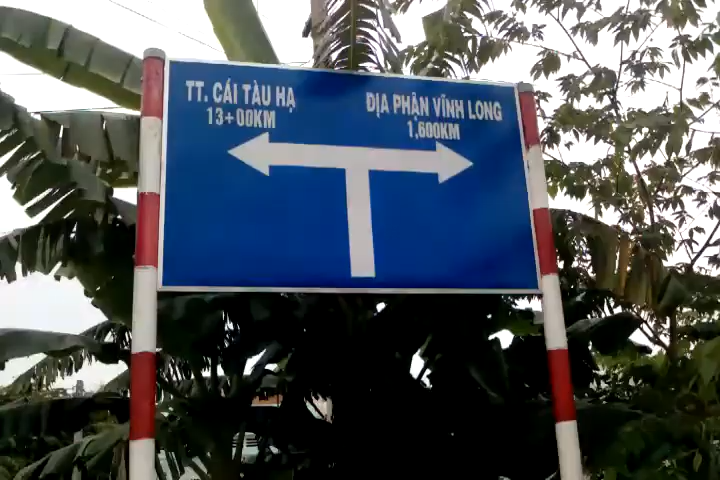 TT. CÁI TÀU HẠ
13+00KM
ĐỊA PHẬN VĨNH LONG
1,600KM